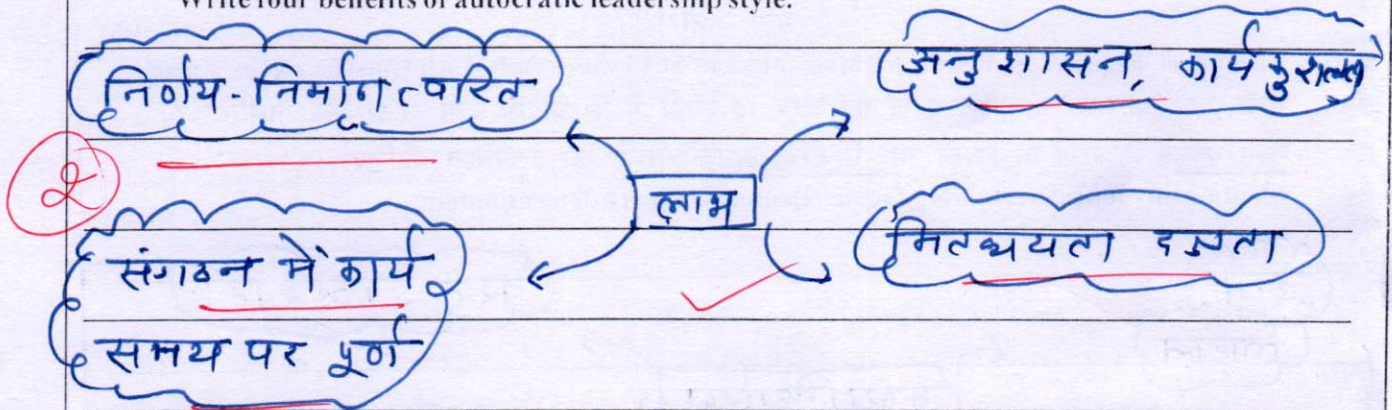 Write four benefits of autocratic leadership style.
निर्णय-निर्माण त्वरित
अनुशासन, कार्य कुशलता
2
लाभ
संगठन में कार्य
समय पर पूर्ण
मितव्ययता दक्षता